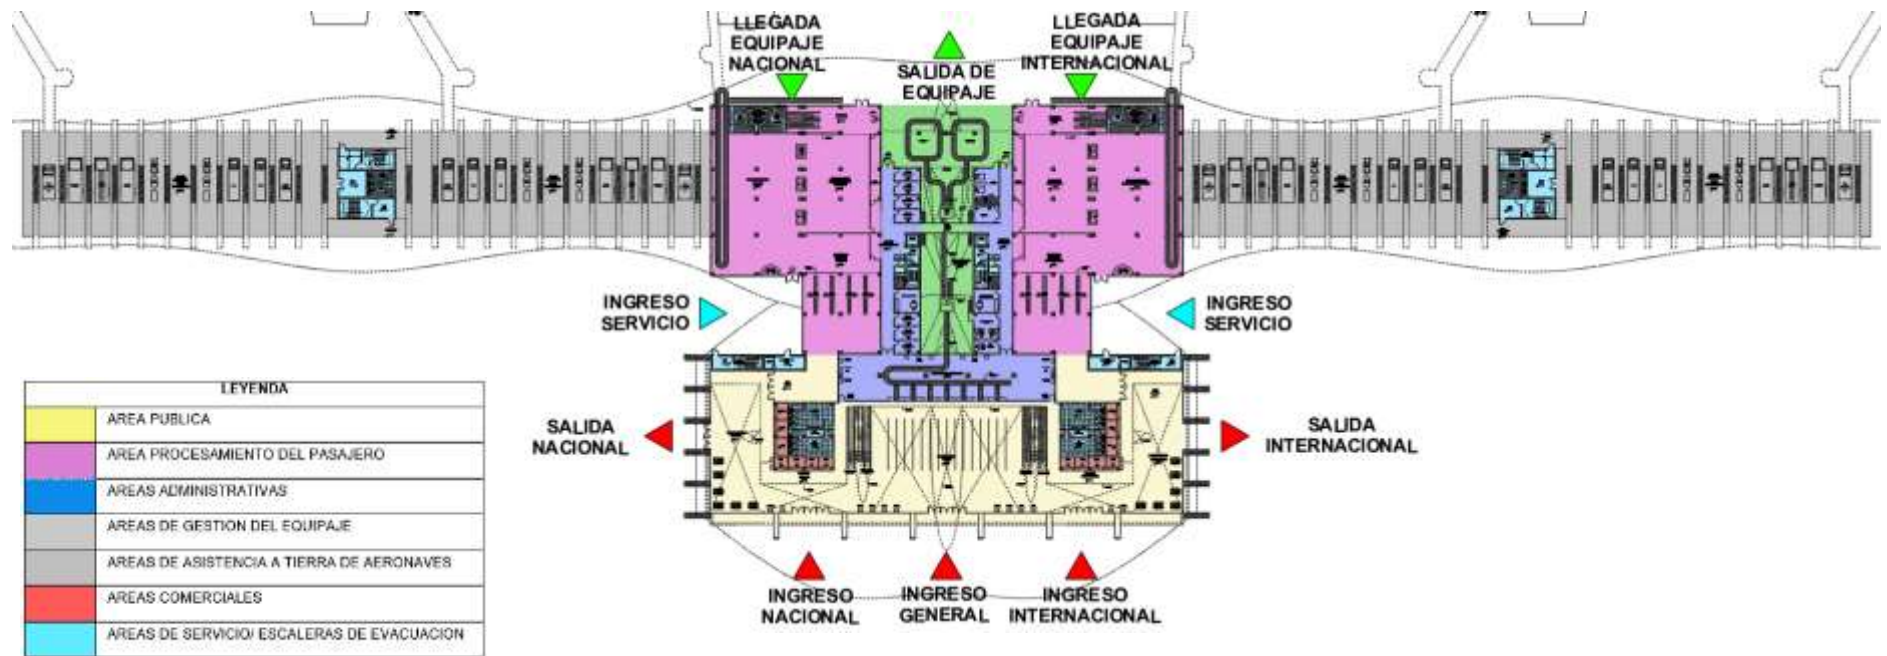 LLEGADA
EQUIPAJE
NACIONAL
SALIDA DE
EQUIPAJE
LLEGADA
EQUIPAJE
INTERNACIONAL
INGRESO
SERVICIO
INGRESO
SERVICIO
SALIDA
NACIONAL
SALIDA
INTERNACIONAL
INGRESO
NACIONAL
INGRESO
GENERAL
INGRESO
INTERNACIONAL
LEYENDA
AREA PUBLICA
AREA PROCESAMIENTO DEL PASAJERO
AREAS ADMINISTRATIVAS
AREAS DE GESTION DEL EQUIPAJE
AREAS DE ASISTENCIA A TIERRA DE AERONAVES
AREAS COMERCIALES
AREAS DE SERVICIO/ ESCALERAS DE EVACUACION